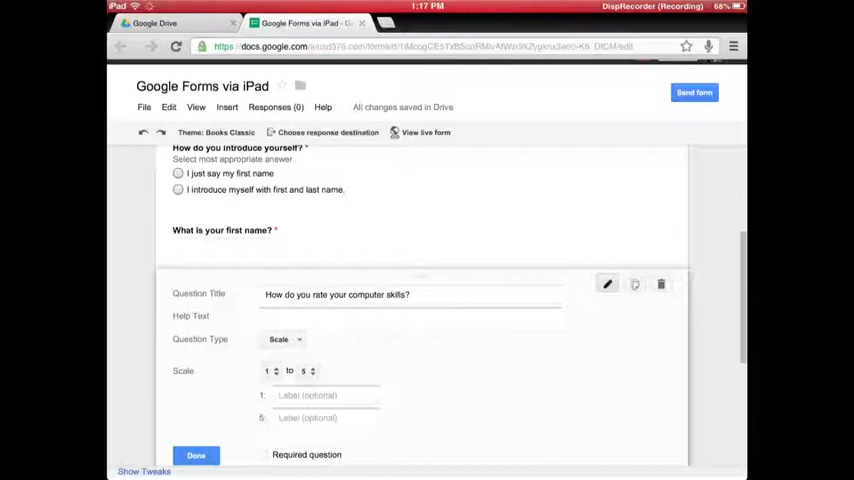 iPad 1:17 PM DispRecorder (Recording) 68%
Google Drive Google Forms via iPad - G
Google Forms via iPad
Send form
File Edit View Insert Responses (0) Help All changes saved in Drive
Theme: Books Classic Choose response destination View live form
How do you introduce yourself? *
Select most appropriate answer
I just say my first name
I introduce myself with first and last name.
What is your first name? *
Question Title How do you rate your computer skills?
Help Text
Question Type Scale
Scale 1 to 5
1: Label (optional)
5: Label (optional)
Done Required question
Show Tweaks